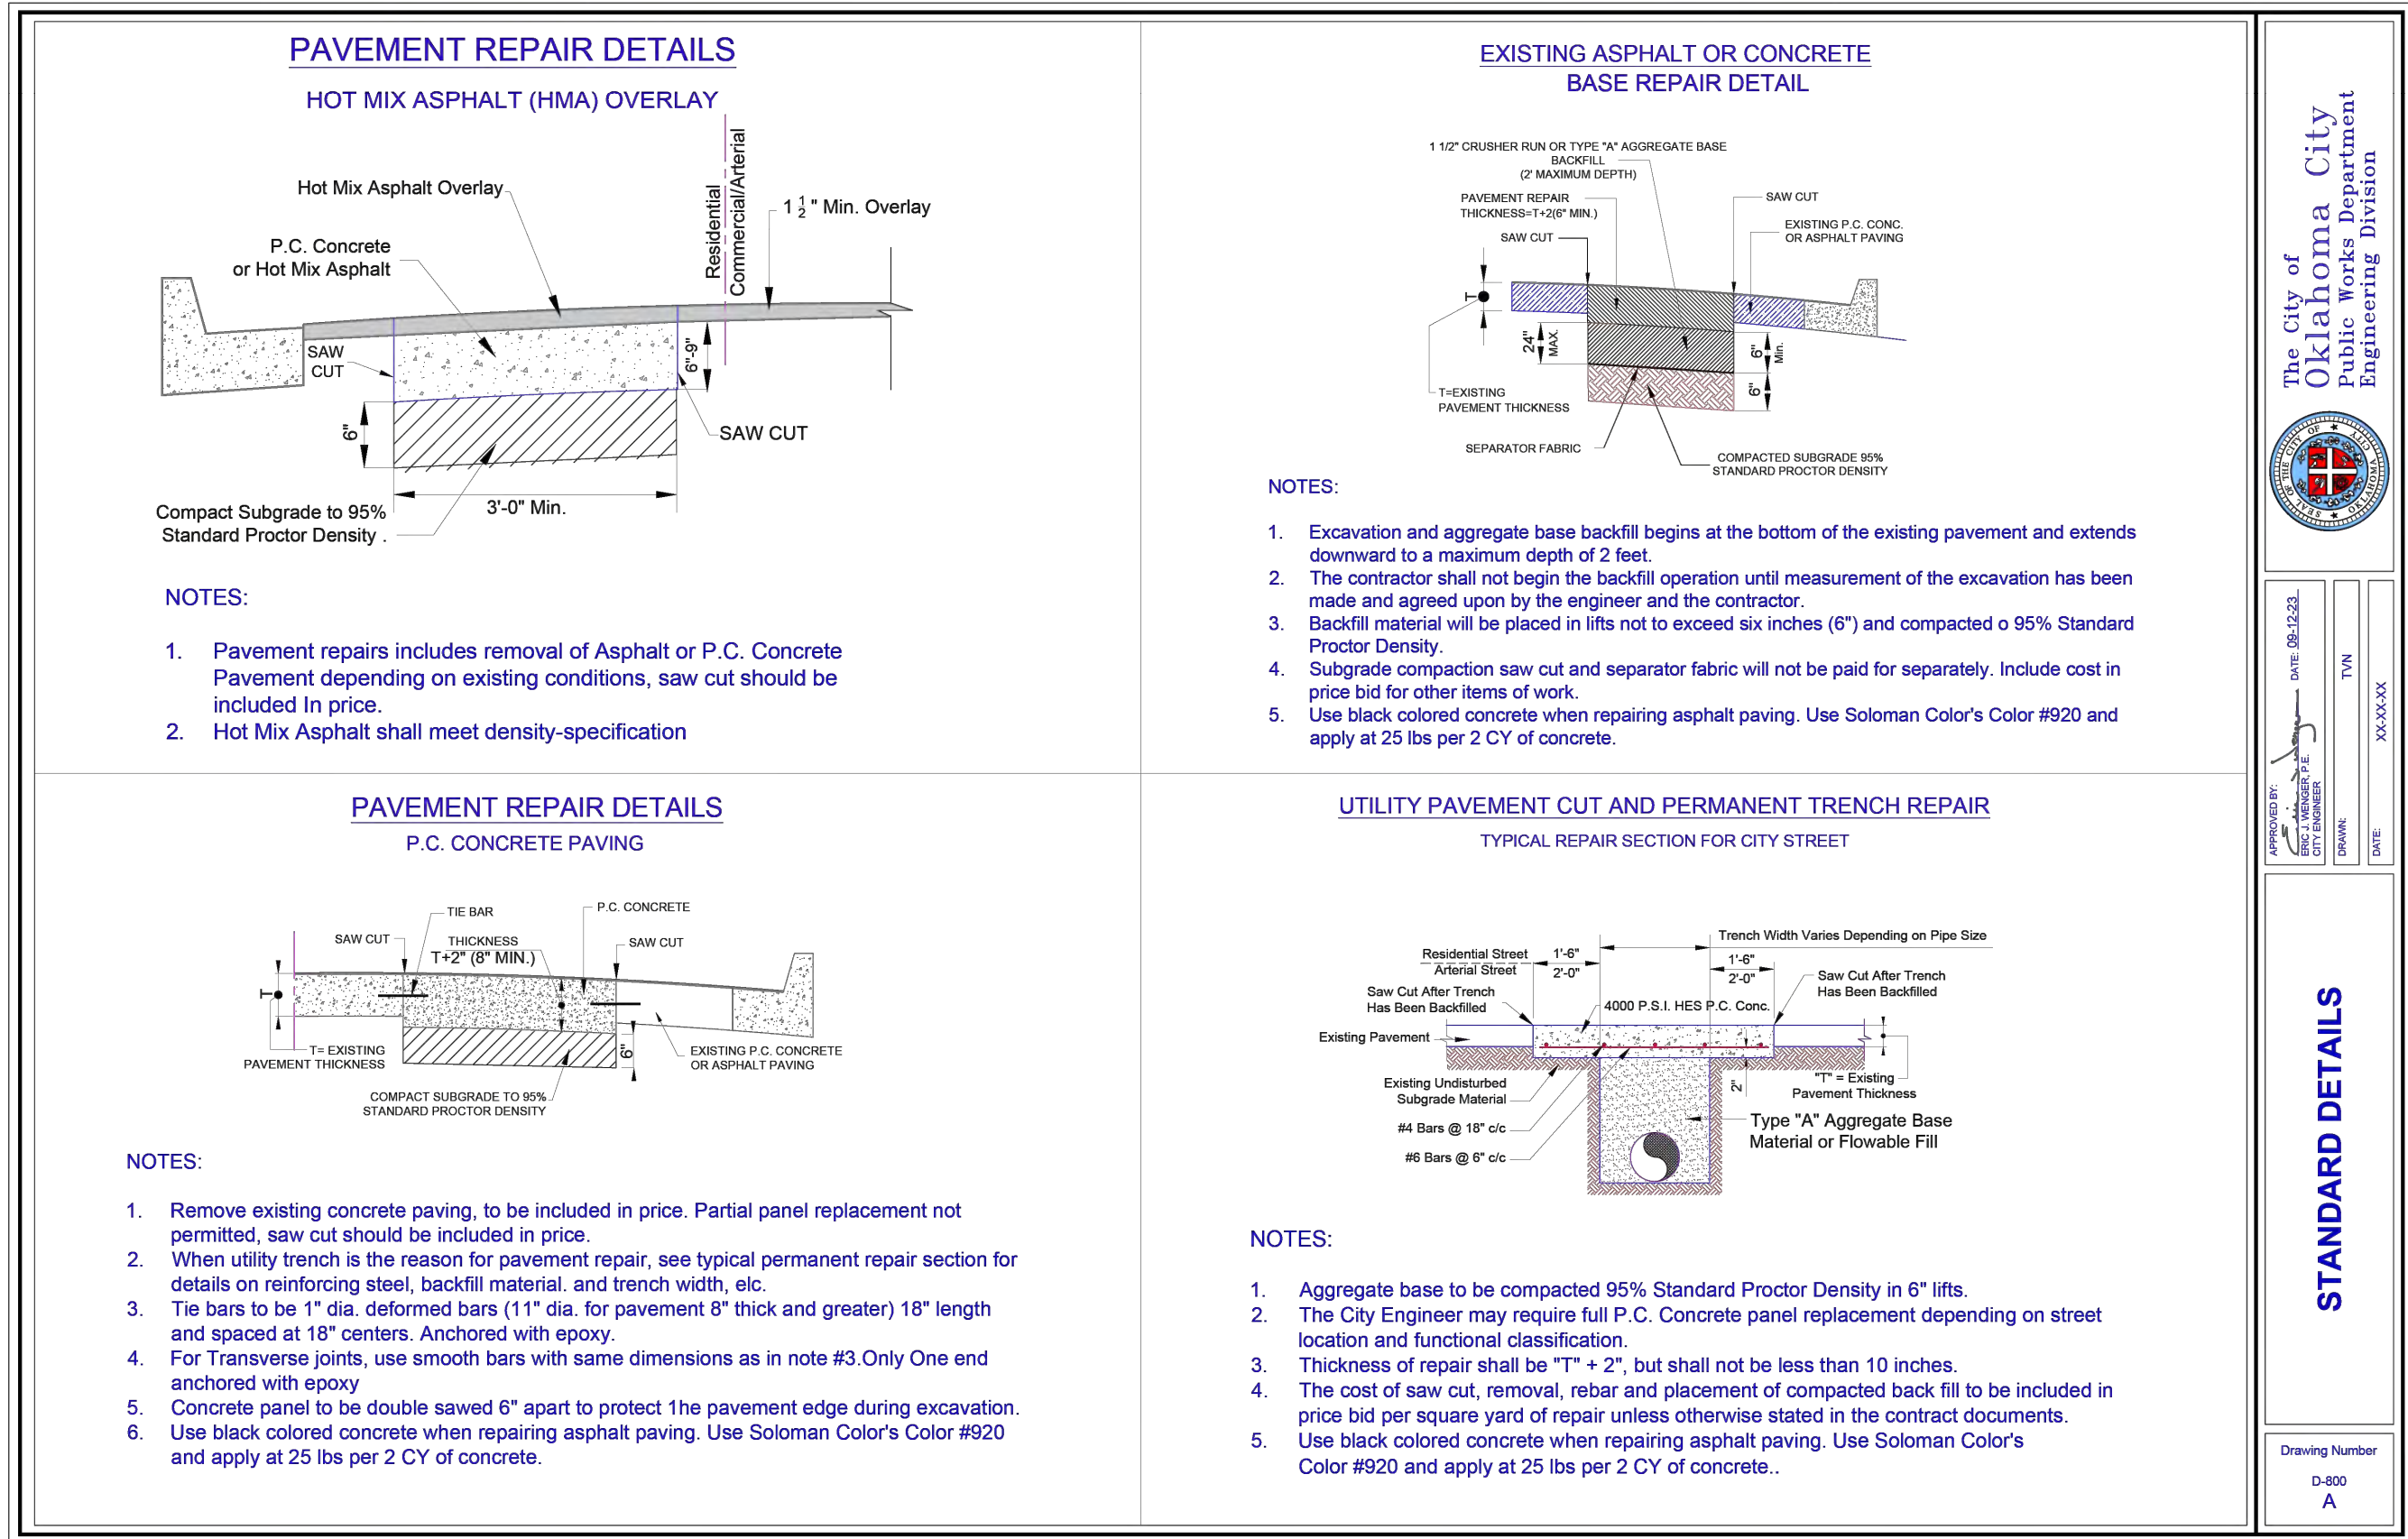 PAVEMENT REPAIR DETAILS
HOT MIX ASPHALT (HMA) OVERLAY
Residential
Commercial/Arterial
Hot Mix Asphalt Overlay
1 1/2" Min. Overlay
P.C. Concrete
or Hot Mix Asphalt
SAW
CUT
6"-9"
6"
SAW CUT
3'-0" Min.
Compact Subgrade to 95%
Standard Proctor Density .
NOTES:
1. Pavement repairs includes removal of Asphalt or P.C. Concrete
Pavement depending on existing conditions, saw cut should be
included In price.
2. Hot Mix Asphalt shall meet density-specification
EXISTING ASPHALT OR CONCRETE
BASE REPAIR DETAIL
1 1/2" CRUSHER RUN OR TYPE "A" AGGREGATE BASE
BACKFILL
(2' MAXIMUM DEPTH)
PAVEMENT REPAIR
THICKNESS=T+2(6" MIN.)
SAW CUT
SAW CUT
EXISTING P.C. CONC.
OR ASPHALT PAVING
T
24"
MAX.
6"
Min.
6"
T=EXISTING
PAVEMENT THICKNESS
SEPARATOR FABRIC
COMPACTED SUBGRADE 95%
STANDARD PROCTOR DENSITY
NOTES:
1. Excavation and aggregate base backfill begins at the bottom of the existing pavement and extends
downward to a maximum depth of 2 feet.
2. The contractor shall not begin the backfill operation until measurement of the excavation has been
made and agreed upon by the engineer and the contractor.
3. Backfill material will be placed in lifts not to exceed six inches (6") and compacted o 95% Standard
Proctor Density.
4. Subgrade compaction saw cut and separator fabric will not be paid for separately. Include cost in
price bid for other items of work.
5. Use black colored concrete when repairing asphalt paving. Use Soloman Color's Color #920 and
apply at 25 lbs per 2 CY of concrete.
PAVEMENT REPAIR DETAILS
P.C. CONCRETE PAVING
TIE BAR
P.C. CONCRETE
SAW CUT
THICKNESS
T+2" (8" MIN.)
SAW CUT
T
6"
T= EXISTING
PAVEMENT THICKNESS
EXISTING P.C. CONCRETE
OR ASPHALT PAVING
COMPACT SUBGRADE TO 95%
STANDARD PROCTOR DENSITY
NOTES:
1. Remove existing concrete paving, to be included in price. Partial panel replacement not
permitted, saw cut should be included in price.
2. When utility trench is the reason for pavement repair, see typical permanent repair section for
details on reinforcing steel, backfill material. and trench width, elc.
3. Tie bars to be 1" dia. deformed bars (11" dia. for pavement 8" thick and greater) 18" length
and spaced at 18" centers. Anchored with epoxy.
4. For Transverse joints, use smooth bars with same dimensions as in note #3.Only One end
anchored with epoxy
5. Concrete panel to be double sawed 6" apart to protect 1he pavement edge during excavation.
6. Use black colored concrete when repairing asphalt paving. Use Soloman Color's Color #920
and apply at 25 lbs per 2 CY of concrete.
UTILITY PAVEMENT CUT AND PERMANENT TRENCH REPAIR
TYPICAL REPAIR SECTION FOR CITY STREET
Trench Width Varies Depending on Pipe Size
Residential Street 1'-6"
Arterial Street 2'-0"
1'-6"
2'-0"
Saw Cut After Trench
Has Been Backfilled
Saw Cut After Trench
Has Been Backfilled
4000 P.S.I. HES P.C. Conc.
Existing Pavement
Existing Undisturbed
Subgrade Material
2"
"T" = Existing
Pavement Thickness
#4 Bars @ 18" c/c
#6 Bars @ 6" c/c
Type "A" Aggregate Base
Material or Flowable Fill
NOTES:
1. Aggregate base to be compacted 95% Standard Proctor Density in 6" lifts.
2. The City Engineer may require full P.C. Concrete panel replacement depending on street
location and functional classification.
3. Thickness of repair shall be "T" + 2", but shall not be less than 10 inches.
4. The cost of saw cut, removal, rebar and placement of compacted back fill to be included in
price bid per square yard of repair unless otherwise stated in the contract documents.
5. Use black colored concrete when repairing asphalt paving. Use Soloman Color's
Color #920 and apply at 25 lbs per 2 CY of concrete..
The City of
Oklahoma City
Public Works Department
Engineering Division
SEAL OF THE CITY OF OKLAHOMA CITY
APPROVED BY:
DATE: 09-12-23
ERIC J. WENGER, P.E.
CITY ENGINEER
DRAWN: TVN
DATE: XX-XX-XX
STANDARD DETAILS
Drawing Number
D-800
A